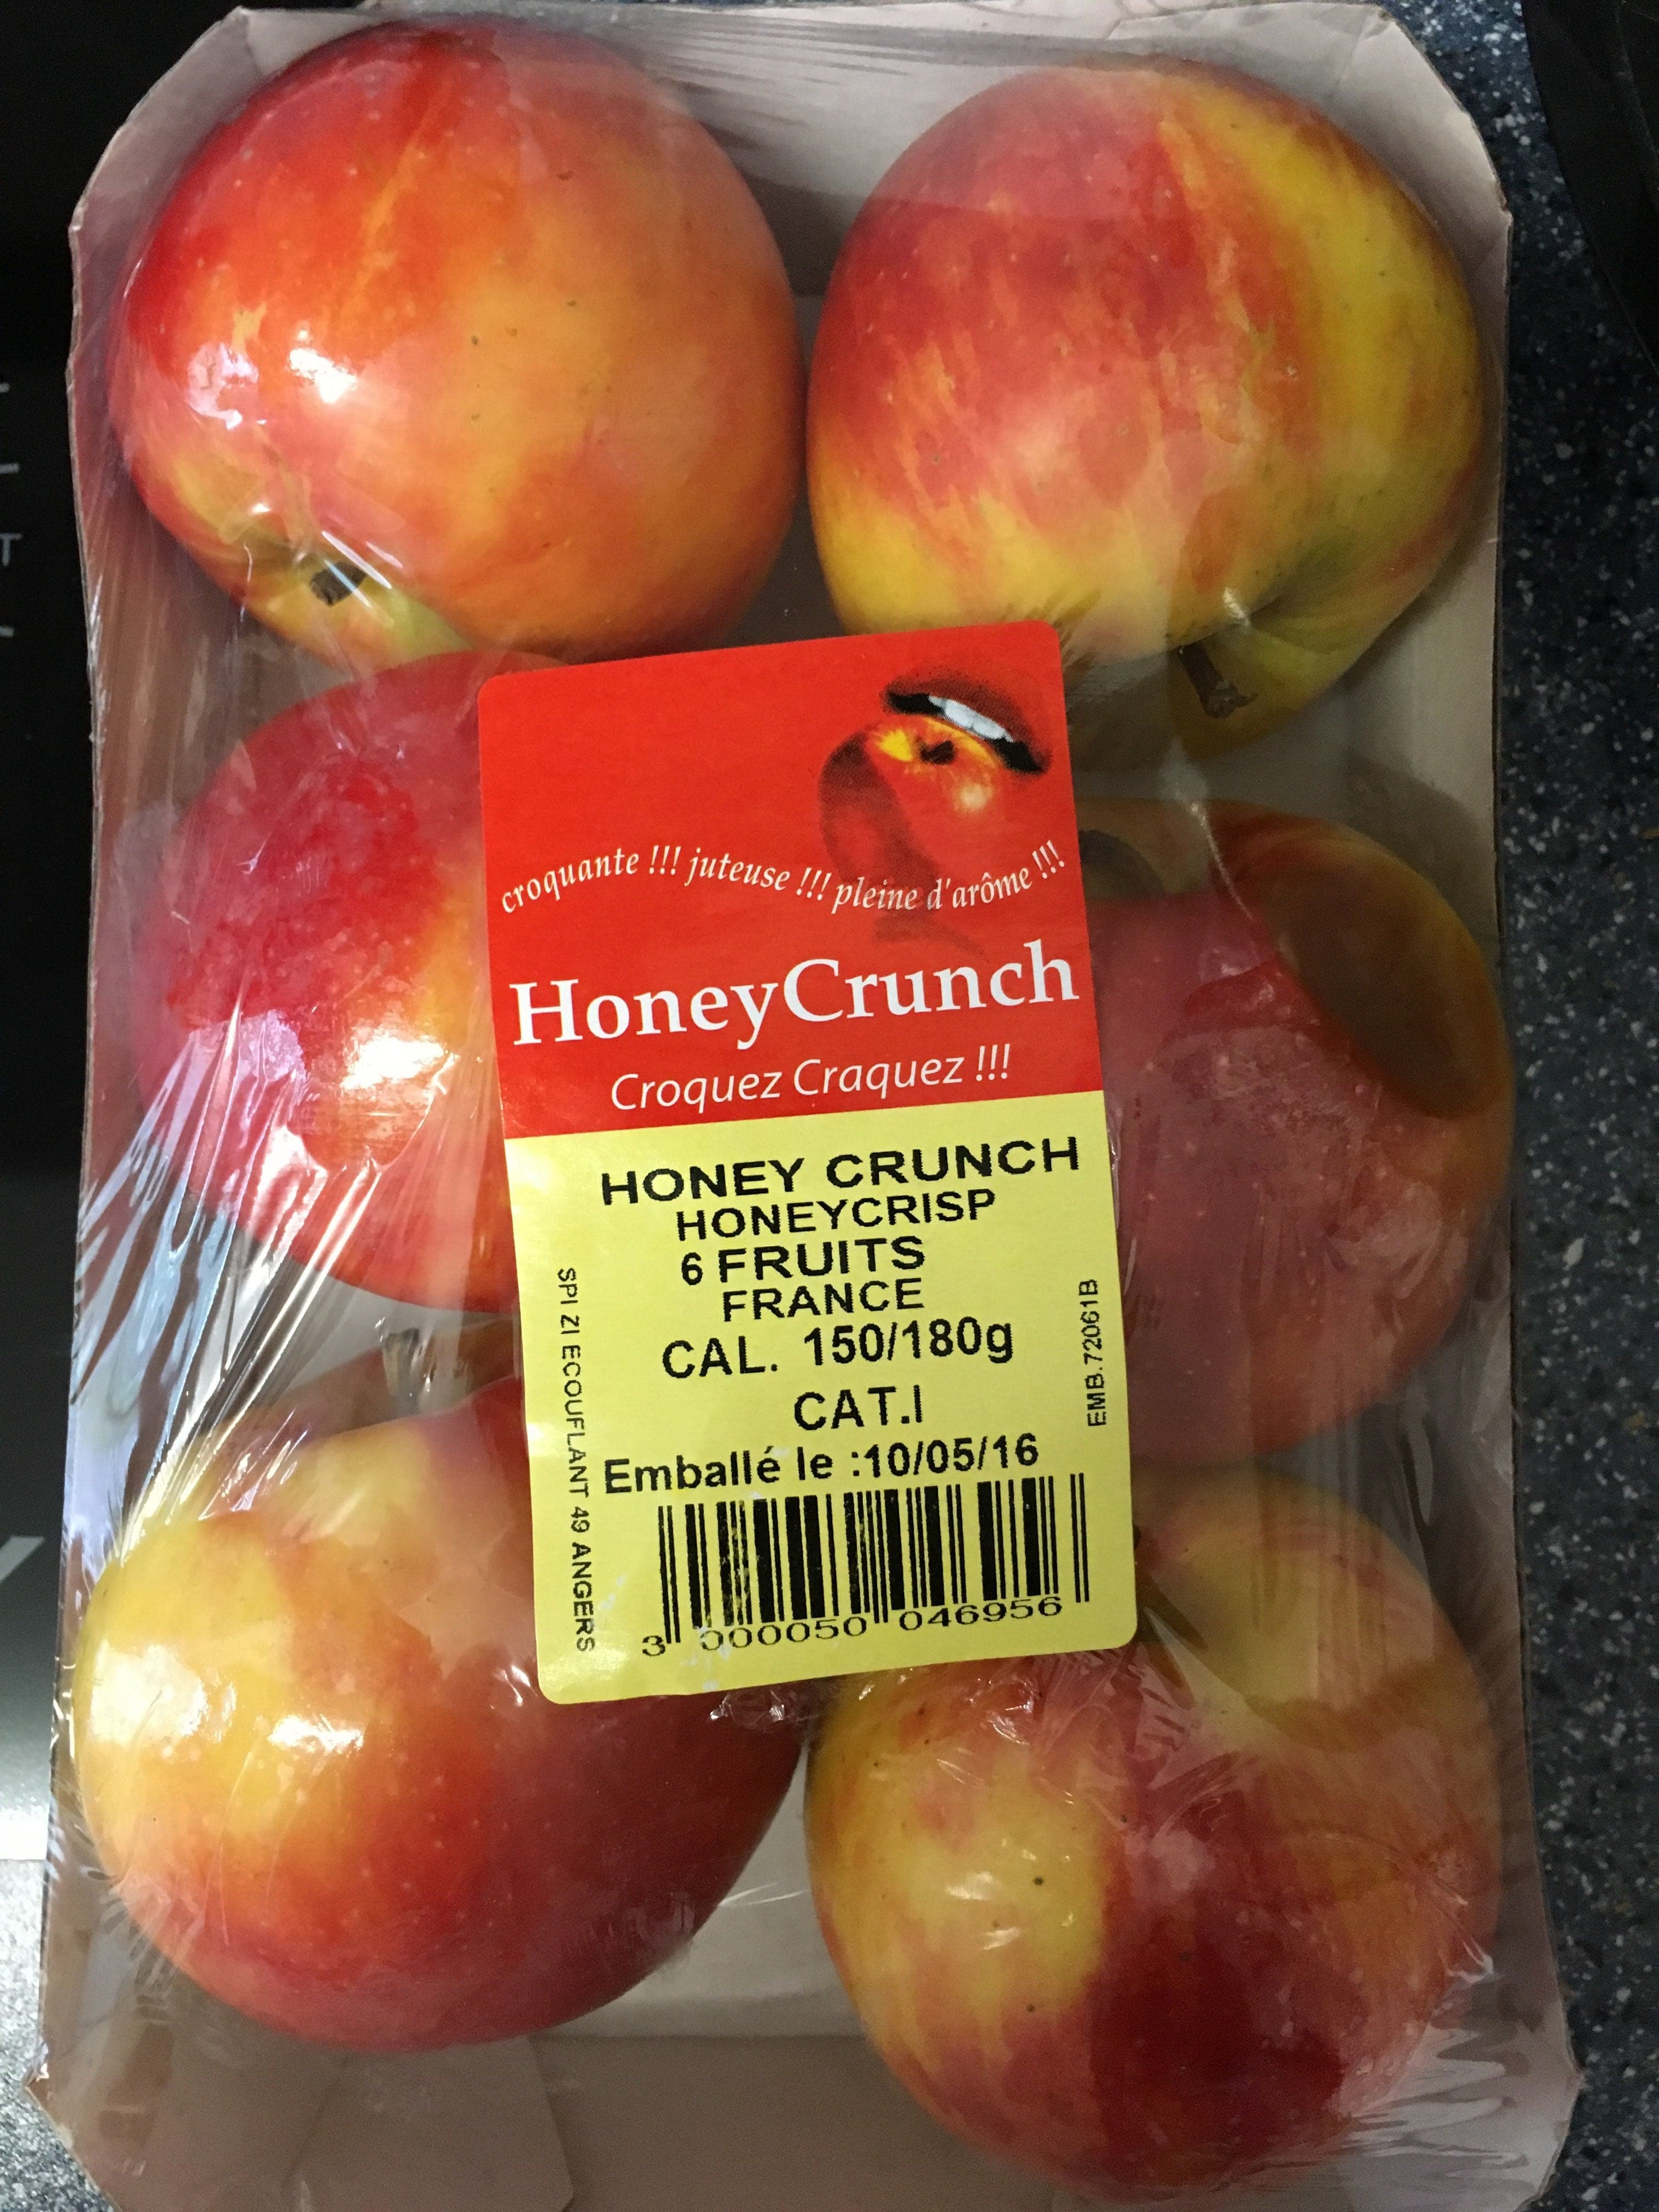 croquante !!! juteuse !!! pleine d'arôme !!!
HoneyCrunch
Croquez Craquez !!!
HONEY CRUNCH
HONEYCRISP
6 FRUITS
FRANCE
CAL. 150/180g
CAT.I
Emballé le :10/05/16
3 000050 046956
SPI ZI ECOUFLANT 49 ANGERS
EMB.72061B